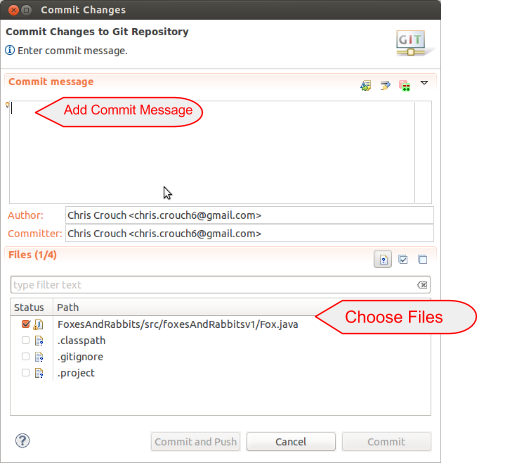 Commit Changes
Commit Changes to Git Repository
Enter commit message.
GIT
Commit message
Add Commit Message
Author: Chris Crouch <chris.crouch6@gmail.com>
Committer: Chris Crouch <chris.crouch6@gmail.com>
Files (1/4)
type filter text
Status Path
FoxesAndRabbits/src/foxesAndRabbitsv1/Fox.java
Choose Files
.classpath
.gitignore
.project
Commit and Push Cancel Commit